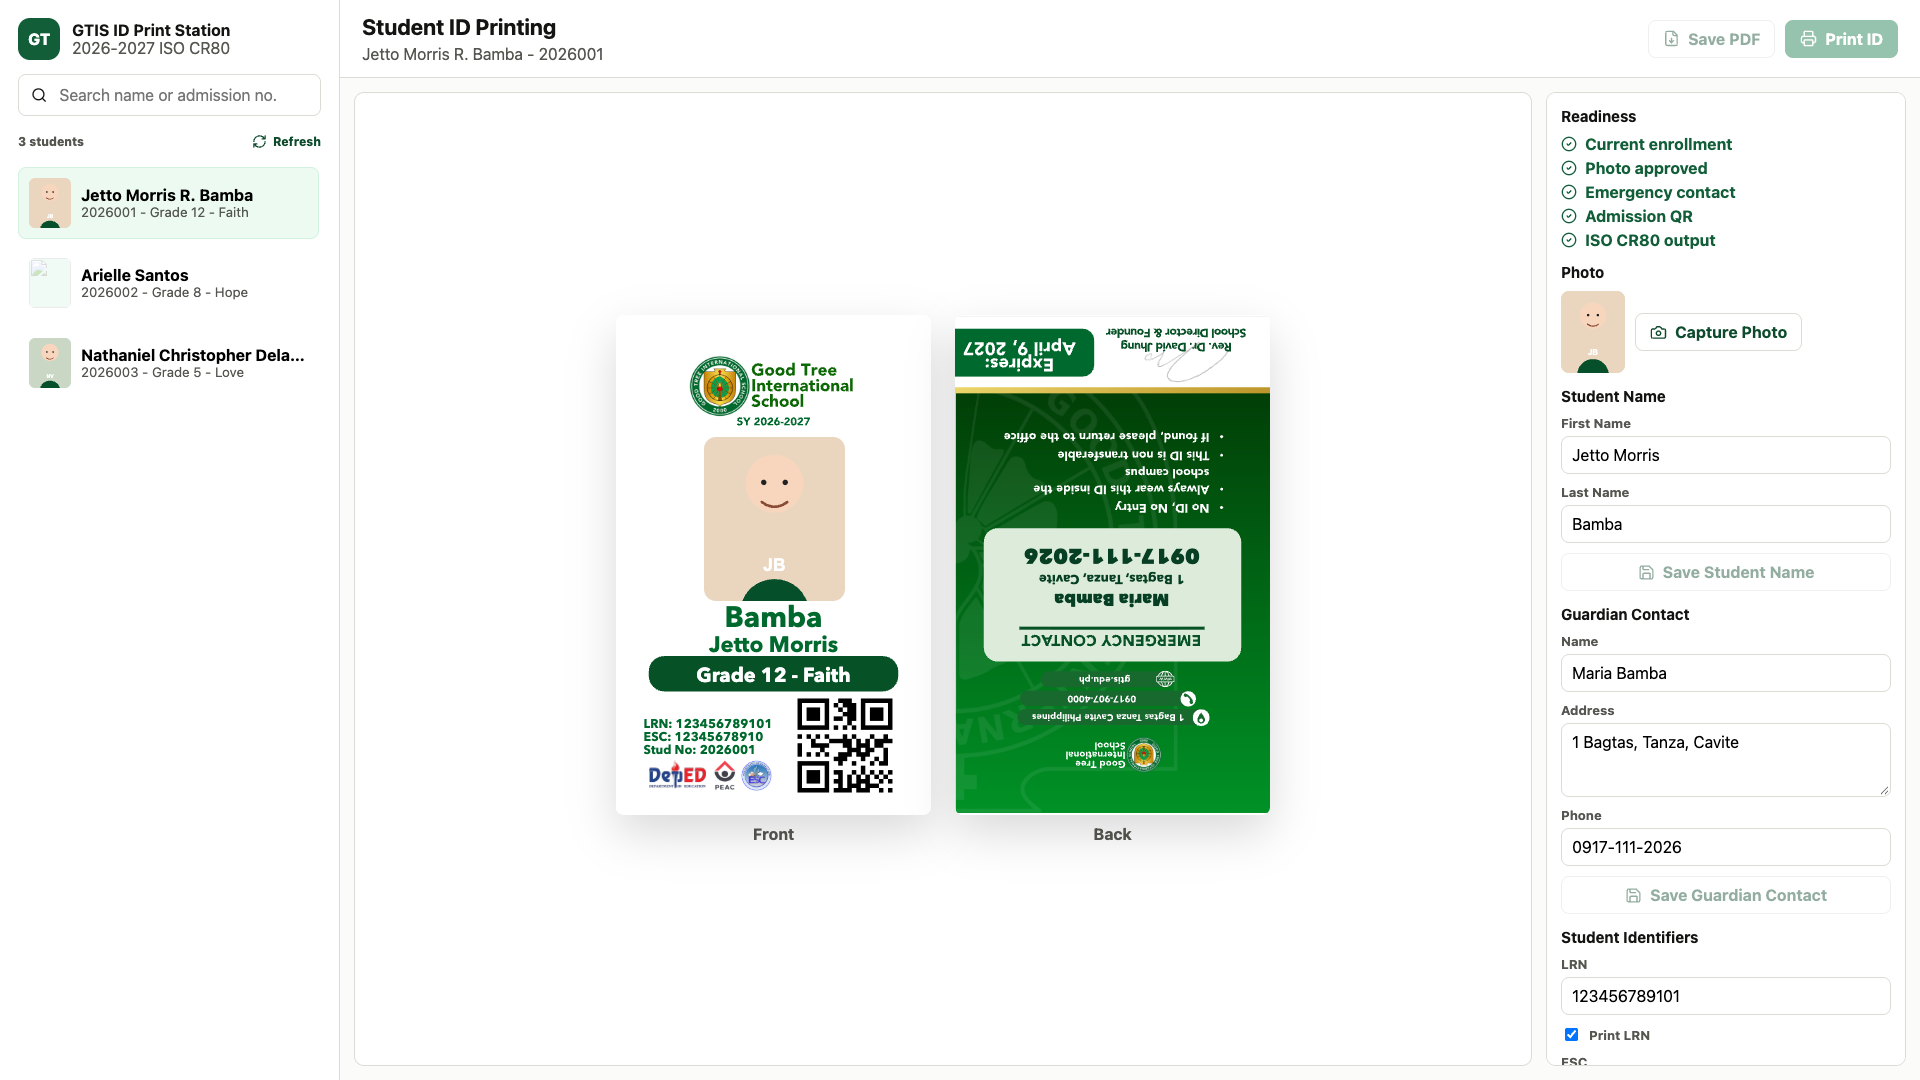 GT
GTIS ID Print Station
2026-2027 ISO CR80
Search name or admission no.
3 students
Refresh
Jetto Morris R. Bamba
2026001 - Grade 12 - Faith
Arielle Santos
2026002 - Grade 8 - Hope
Nathaniel Christopher Dela...
2026003 - Grade 5 - Love
Student ID Printing
Jetto Morris R. Bamba - 2026001
Save PDF
Print ID
Good Tree
International
School
SY 2026-2027
JB
Bamba
Jetto Morris
Grade 12 - Faith
LRN: 123456789101
ESC: 12345678910
Stud No: 2026001
DepED
DEPARTMENT OF EDUCATION
PEAC
ESC
Front
Good Tree
International
School
1 Bagtas Tanza Cavite Philippines
0917-907-4000
gtis-edu-ph
EMERGENCY CONTACT
Maria Bamba
1 Bagtas, Tanza, Cavite
0917-111-2026
• No ID, No Entry
• Always wear this ID inside the
school campus
• This ID is non transferable
• If found, please return to the office
Rev. Dr. David Jhung
School Director & Founder
Expires:
April 9, 2027
Back
Readiness
Current enrollment
Photo approved
Emergency contact
Admission QR
ISO CR80 output
Photo
JB
Capture Photo
Student Name
First Name
Jetto Morris
Last Name
Bamba
Save Student Name
Guardian Contact
Name
Maria Bamba
Address
1 Bagtas, Tanza, Cavite
Phone
0917-111-2026
Save Guardian Contact
Student Identifiers
LRN
123456789101
Print LRN
ESC